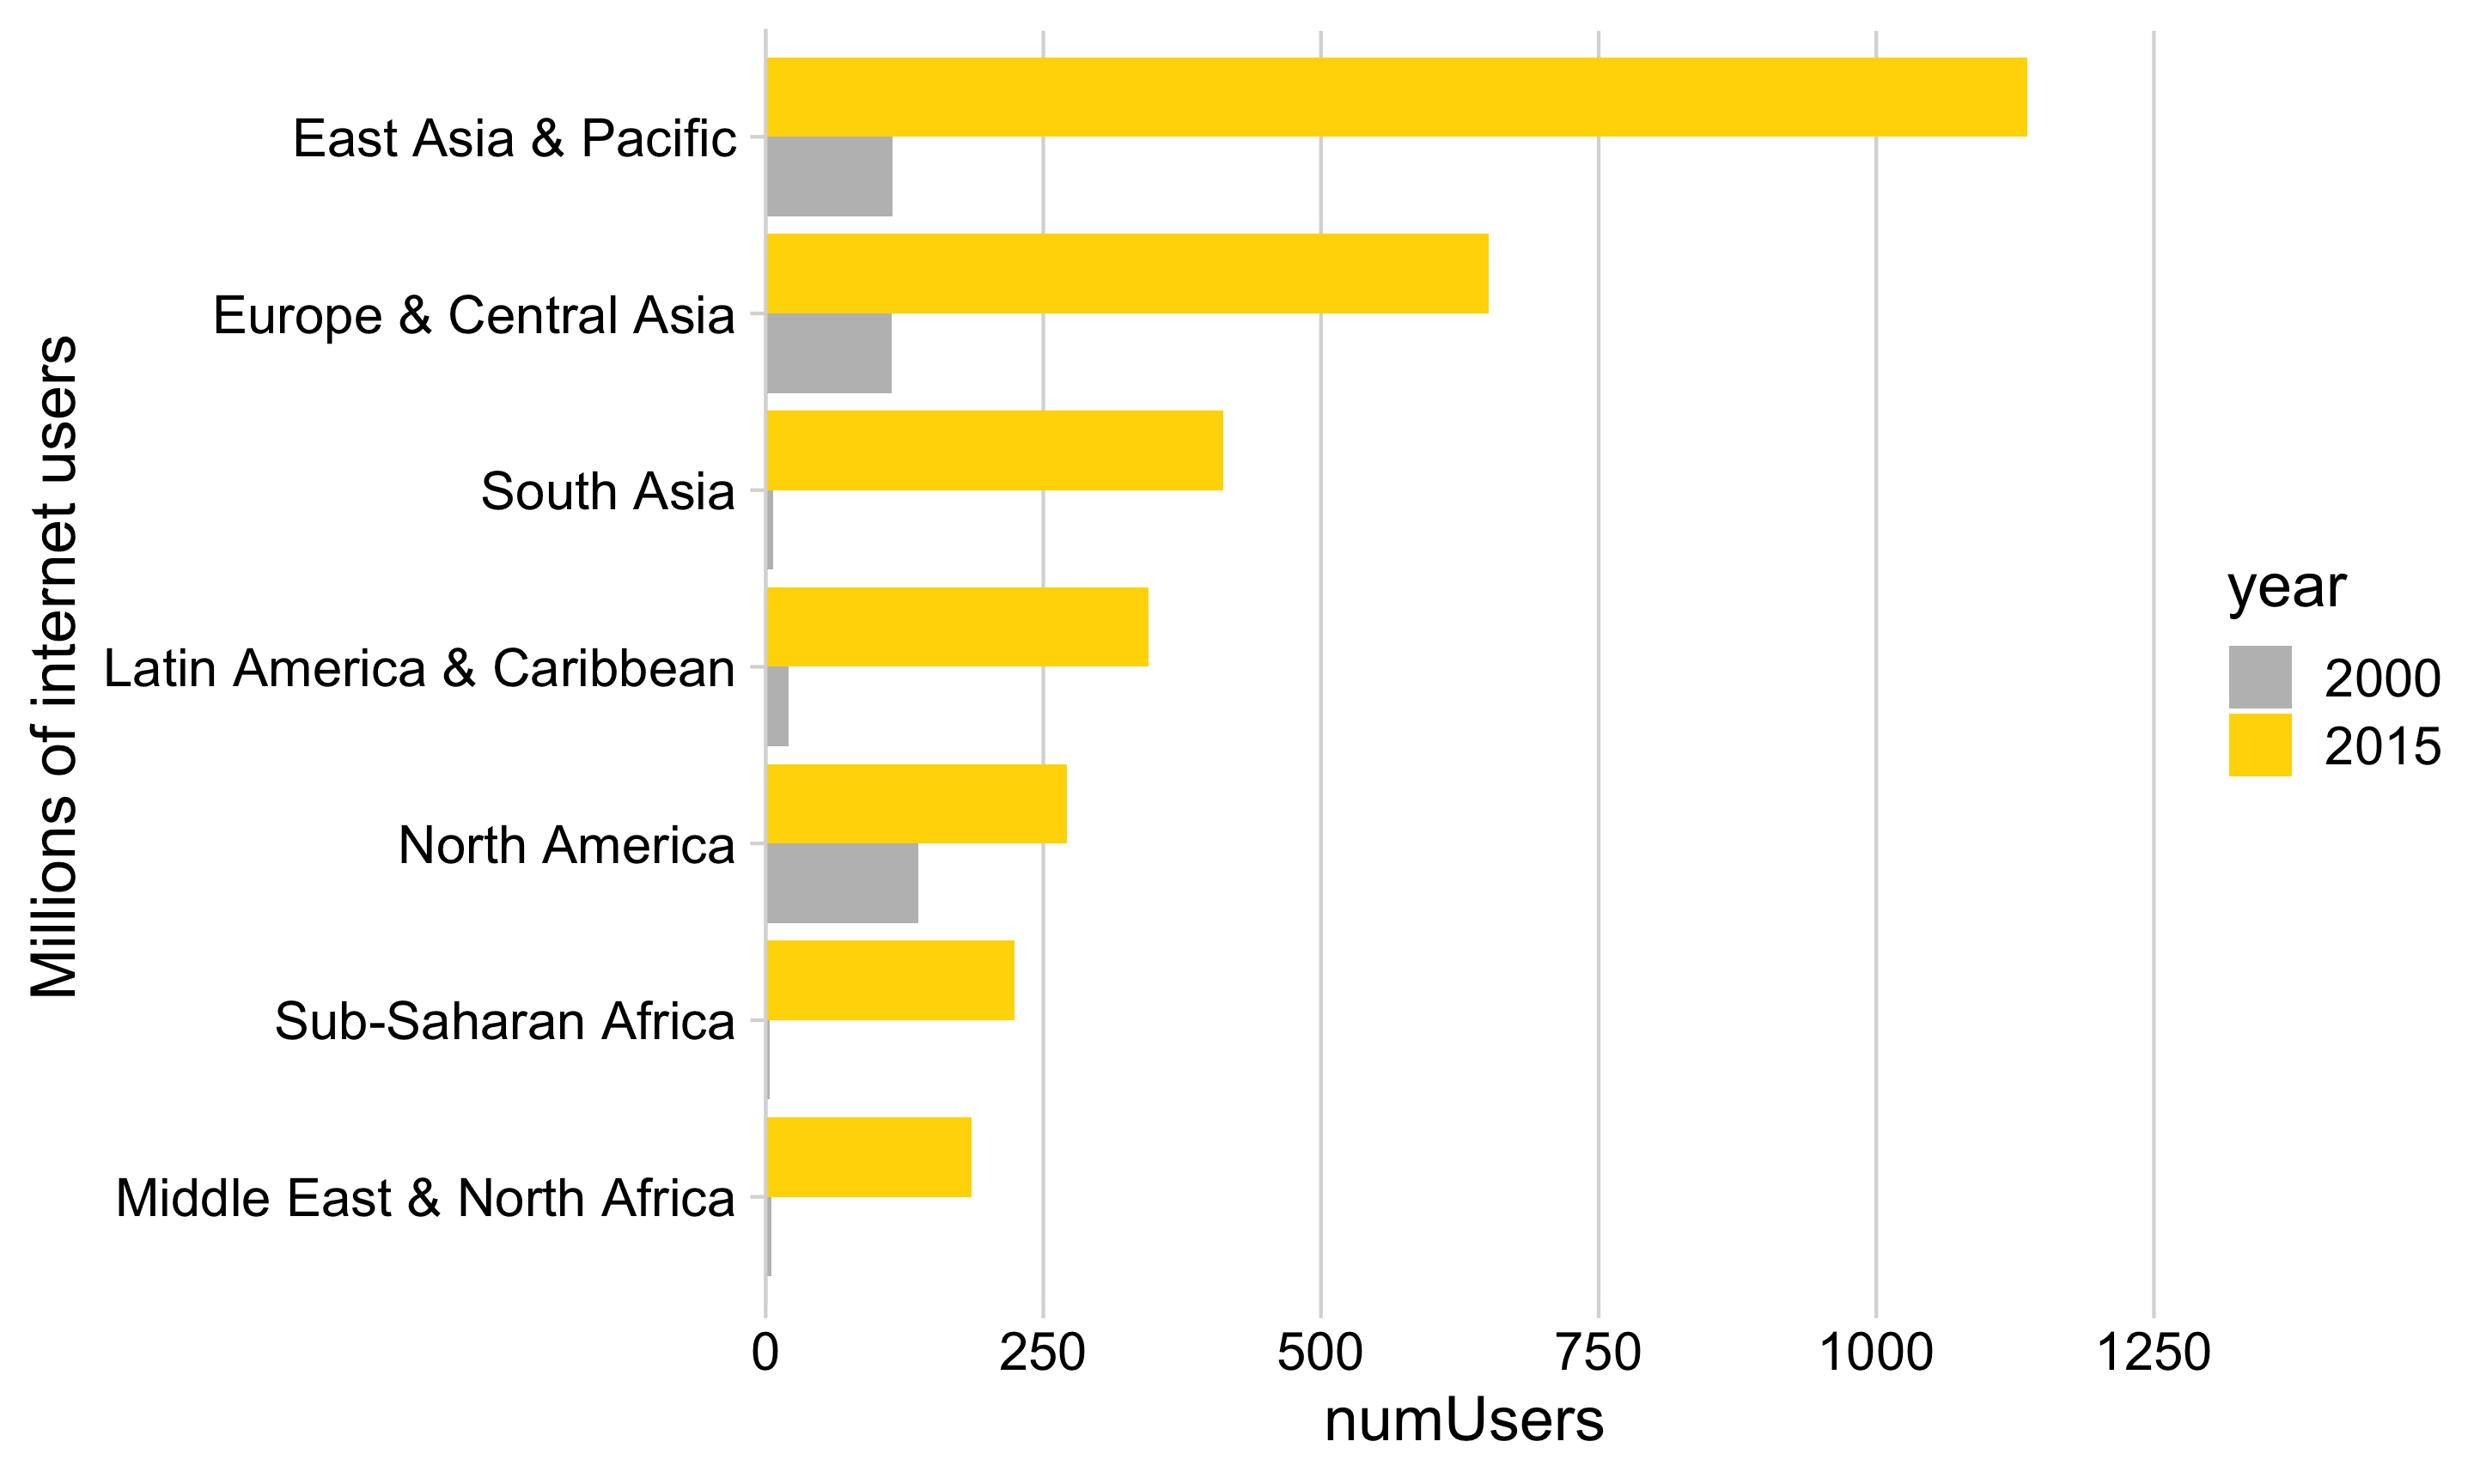 Millions of internet users
East Asia & Pacific
Europe & Central Asia
South Asia
Latin America & Caribbean
North America
Sub-Saharan Africa
Middle East & North Africa
0 250 500 750 1000 1250
numUsers
year
2000
2015